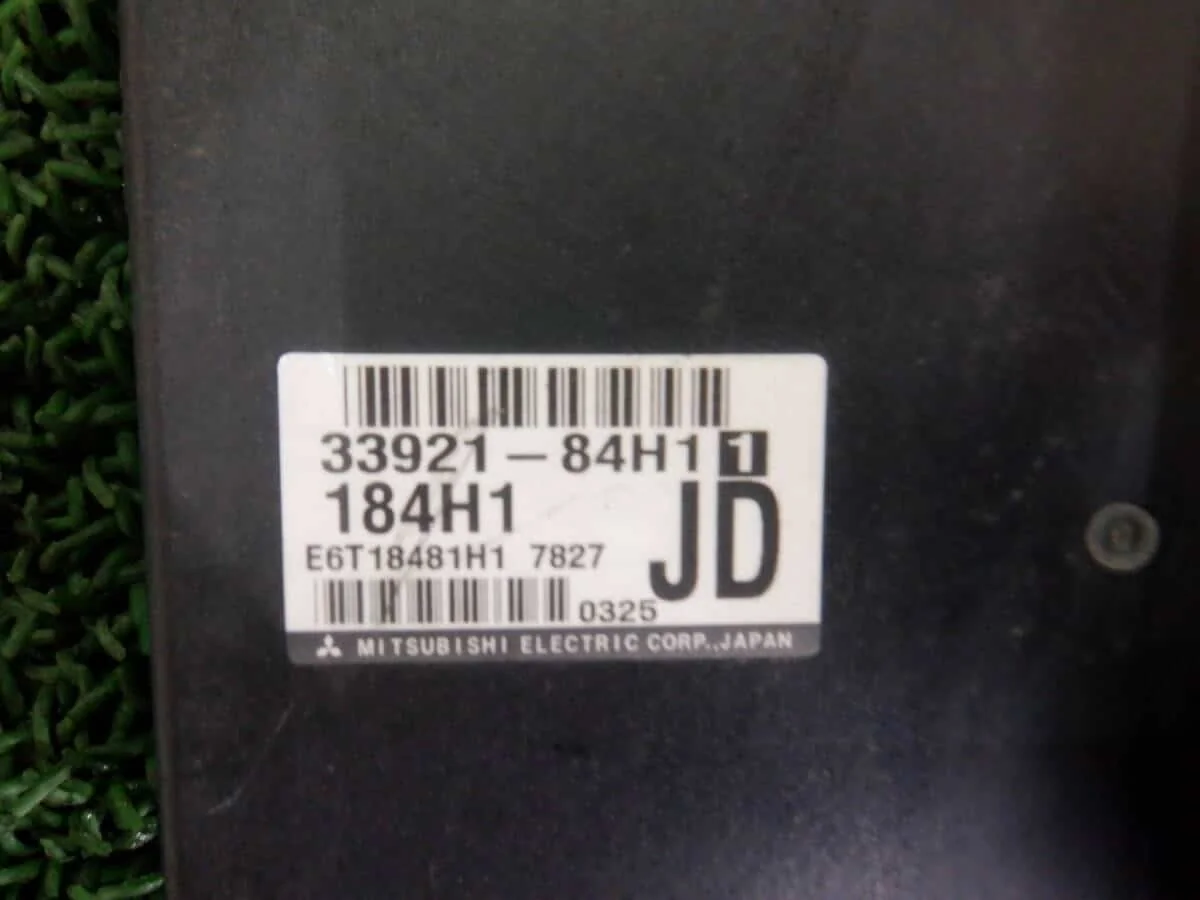 33921-84H1 1
184H1
JD
E6T18481H1 7827
0325
MITSUBISHI ELECTRIC CORP.,JAPAN